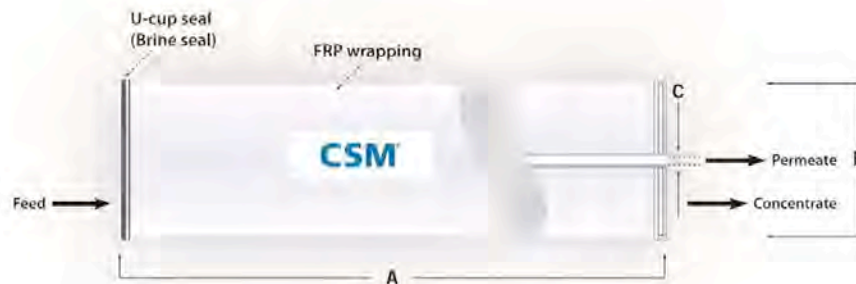 U-cup seal
(Brine seal)
FRP wrapping
C
CSM
Permeate
Feed
Concentrate
A